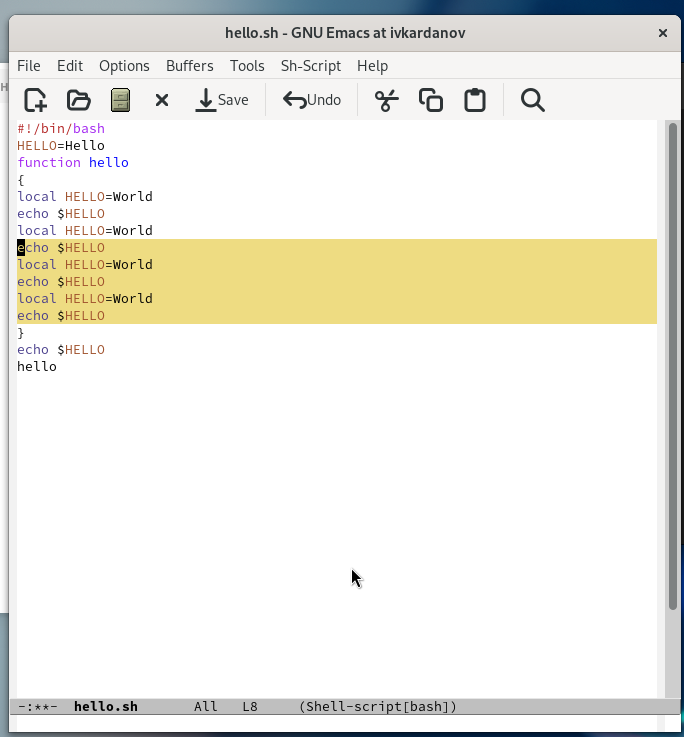 hello.sh - GNU Emacs at ivkardanov
File Edit Options Buffers Tools Sh-Script Help
Save Undo
#!/bin/bash
HELLO=Hello
function hello
{
local HELLO=World
echo $HELLO
local HELLO=World
echo $HELLO
local HELLO=World
echo $HELLO
local HELLO=World
echo $HELLO
}
echo $HELLO
hello
-:**- hello.sh All L8 (Shell-script[bash])